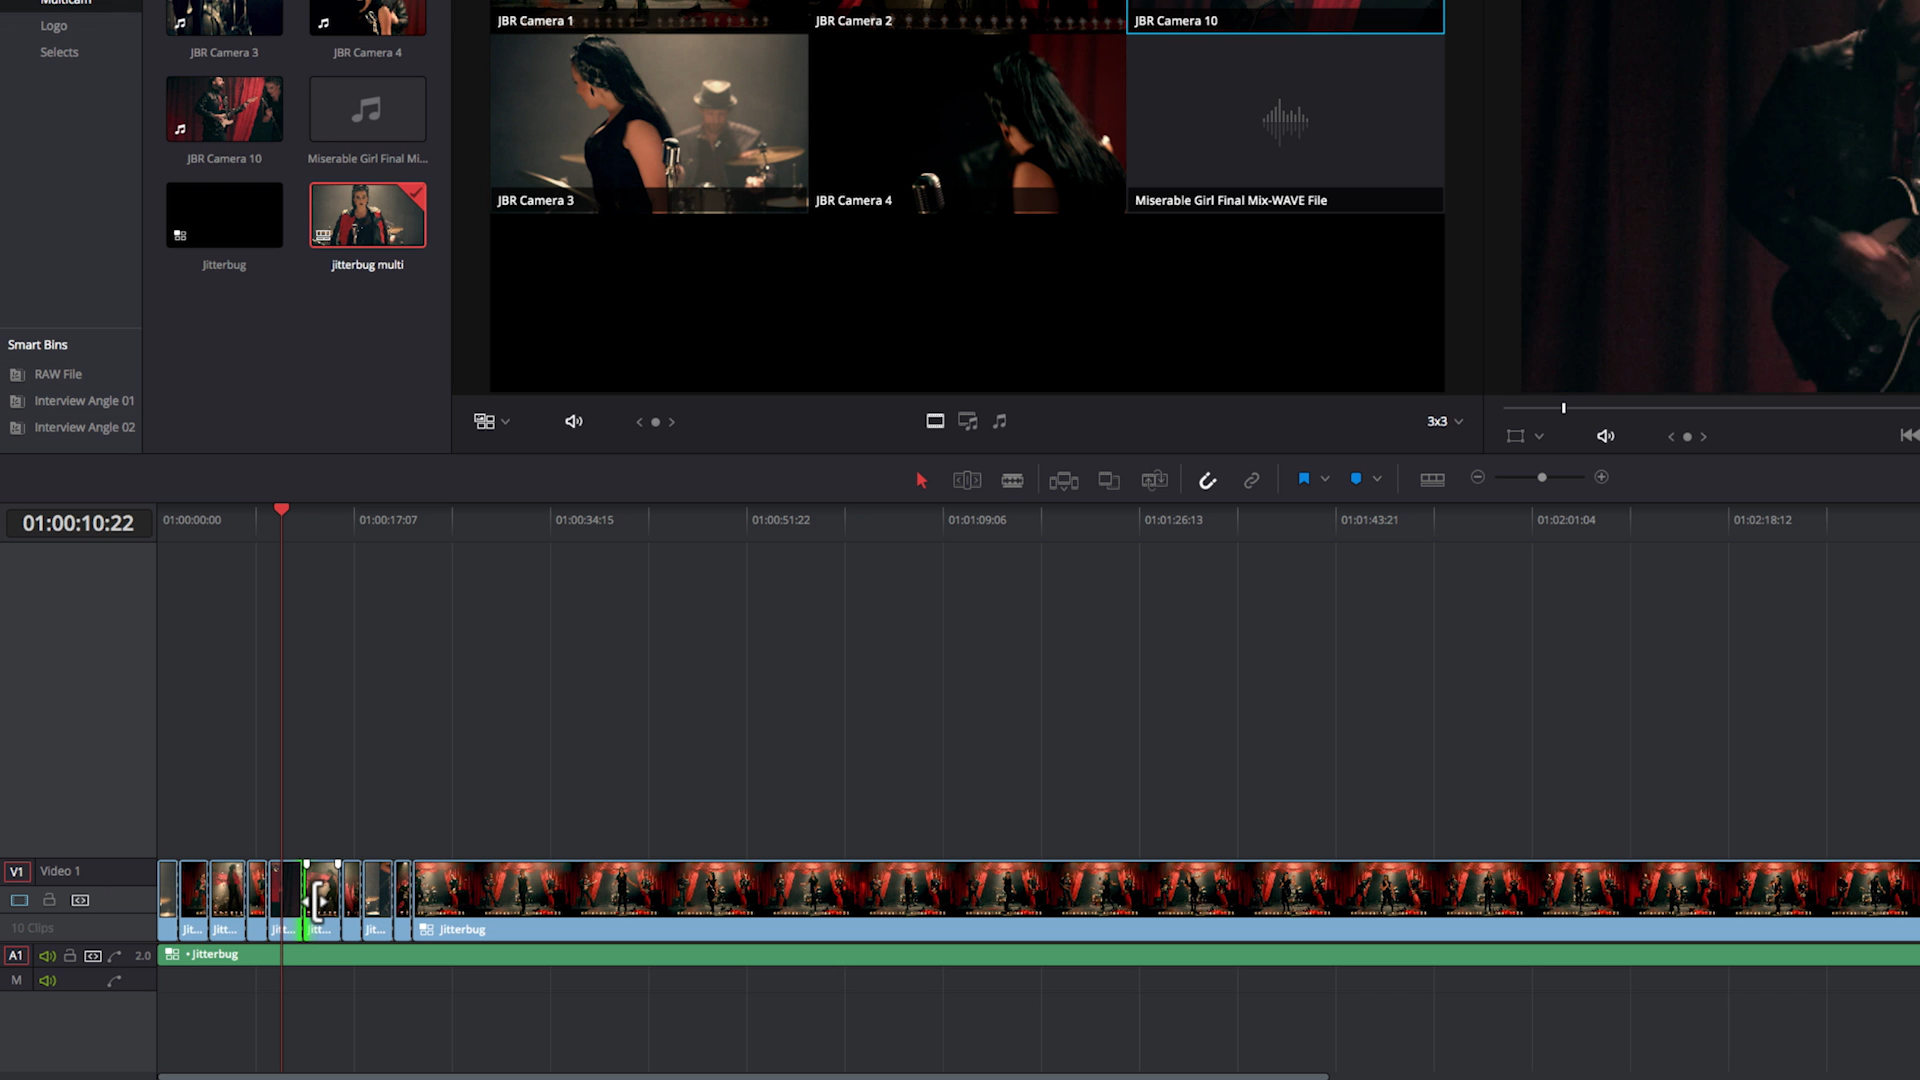 Multicam
Logo
Selects
JBR Camera 3
JBR Camera 4
JBR Camera 10
Miserable Girl Final Mi...
Jitterbug
jitterbug multi
Smart Bins
RAW File
Interview Angle 01
Interview Angle 02
JBR Camera 1
JBR Camera 2
JBR Camera 10
JBR Camera 3
JBR Camera 4
Miserable Girl Final Mix-WAVE File
3x3
01:00:10:22
01:00:00:00
01:00:17:07
01:00:34:15
01:00:51:22
01:01:09:06
01:01:26:13
01:01:43:21
01:02:01:04
01:02:18:12
V1
Video 1
10 Clips
Jit...
Jitt...
Jitt...
Jitt...
Jit...
Jitterbug
A1
2.0
• Jitterbug
M